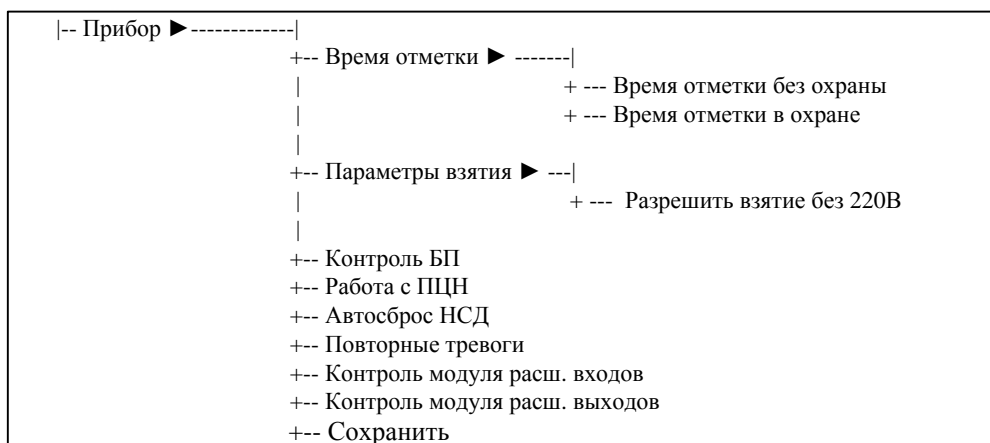 |-- Прибор ►-------------|
+-- Время отметки ► -------|
| + --- Время отметки без охраны
| + --- Время отметки в охране
|
+-- Параметры взятия ► ---|
| + --- Разрешить взятие без 220В
|
+-- Контроль БП
+-- Работа с ПЦН
+-- Автосброс НСД
+-- Повторные тревоги
+-- Контроль модуля расш. входов
+-- Контроль модуля расш. выходов
+-- Сохранить